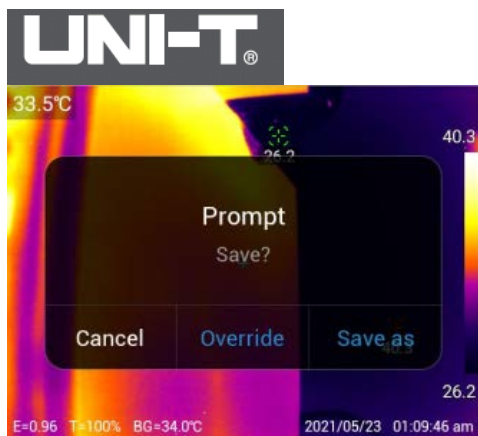 UNI-T®
33.5°C
26.2
40.3
Prompt
Save?
Cancel Override Save as
40.3
26.2
E=0.96 T=100% BG=34.0°C 2021/05/23 01:09:46 am